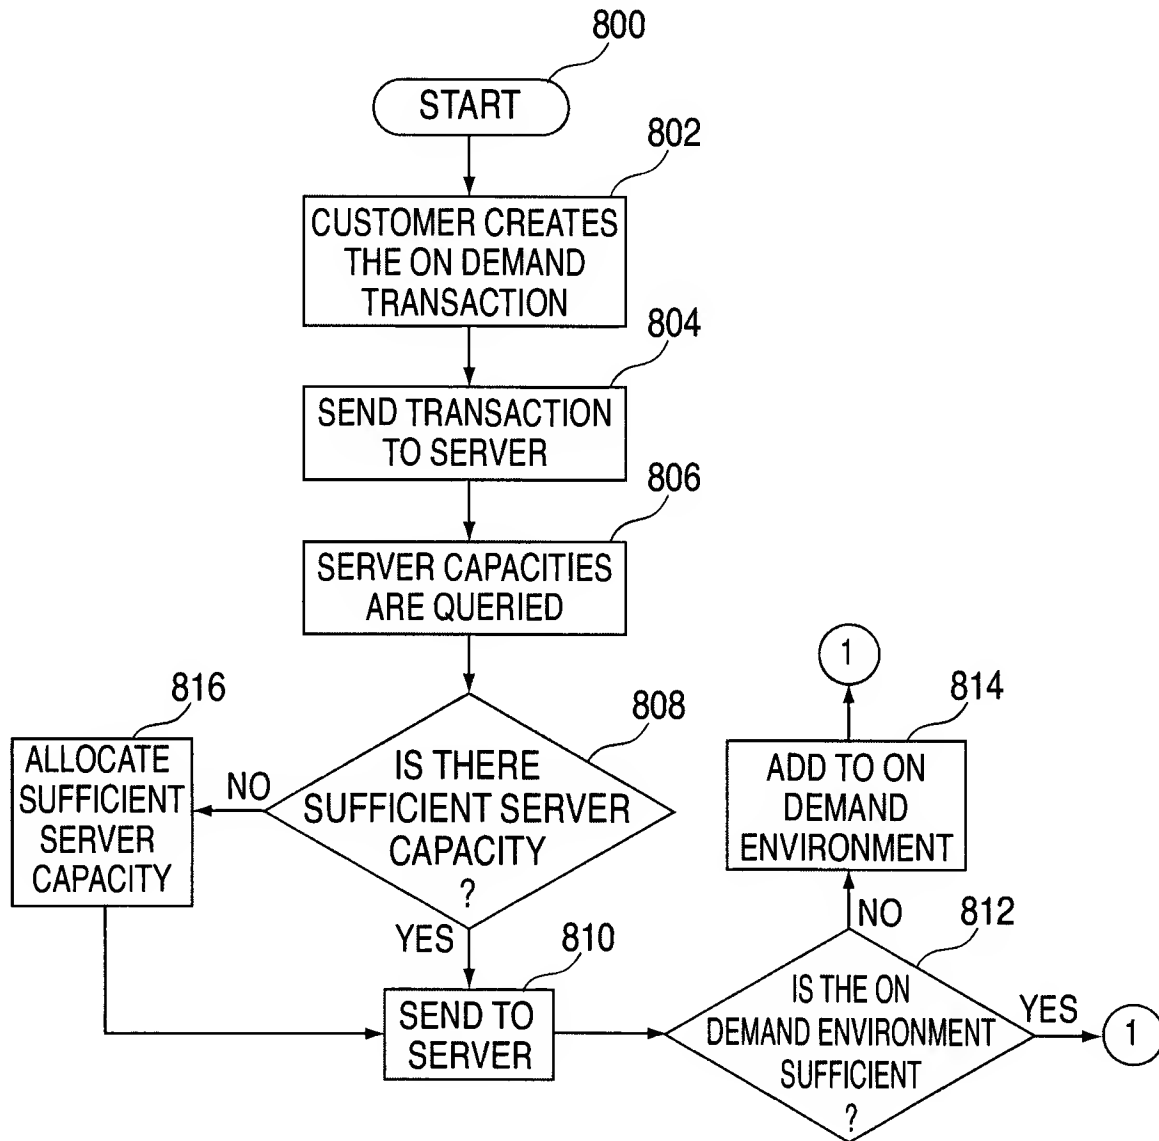 800
START
802
CUSTOMER CREATES
THE ON DEMAND
TRANSACTION
804
SEND TRANSACTION
TO SERVER
806
SERVER CAPACITIES
ARE QUERIED
808
IS THERE
SUFFICIENT SERVER
CAPACITY
?
NO
816
ALLOCATE
SUFFICIENT
SERVER
CAPACITY
YES
810
SEND TO
SERVER
812
IS THE ON
DEMAND ENVIRONMENT
SUFFICIENT
?
NO
814
ADD TO ON
DEMAND
ENVIRONMENT
1
YES
1